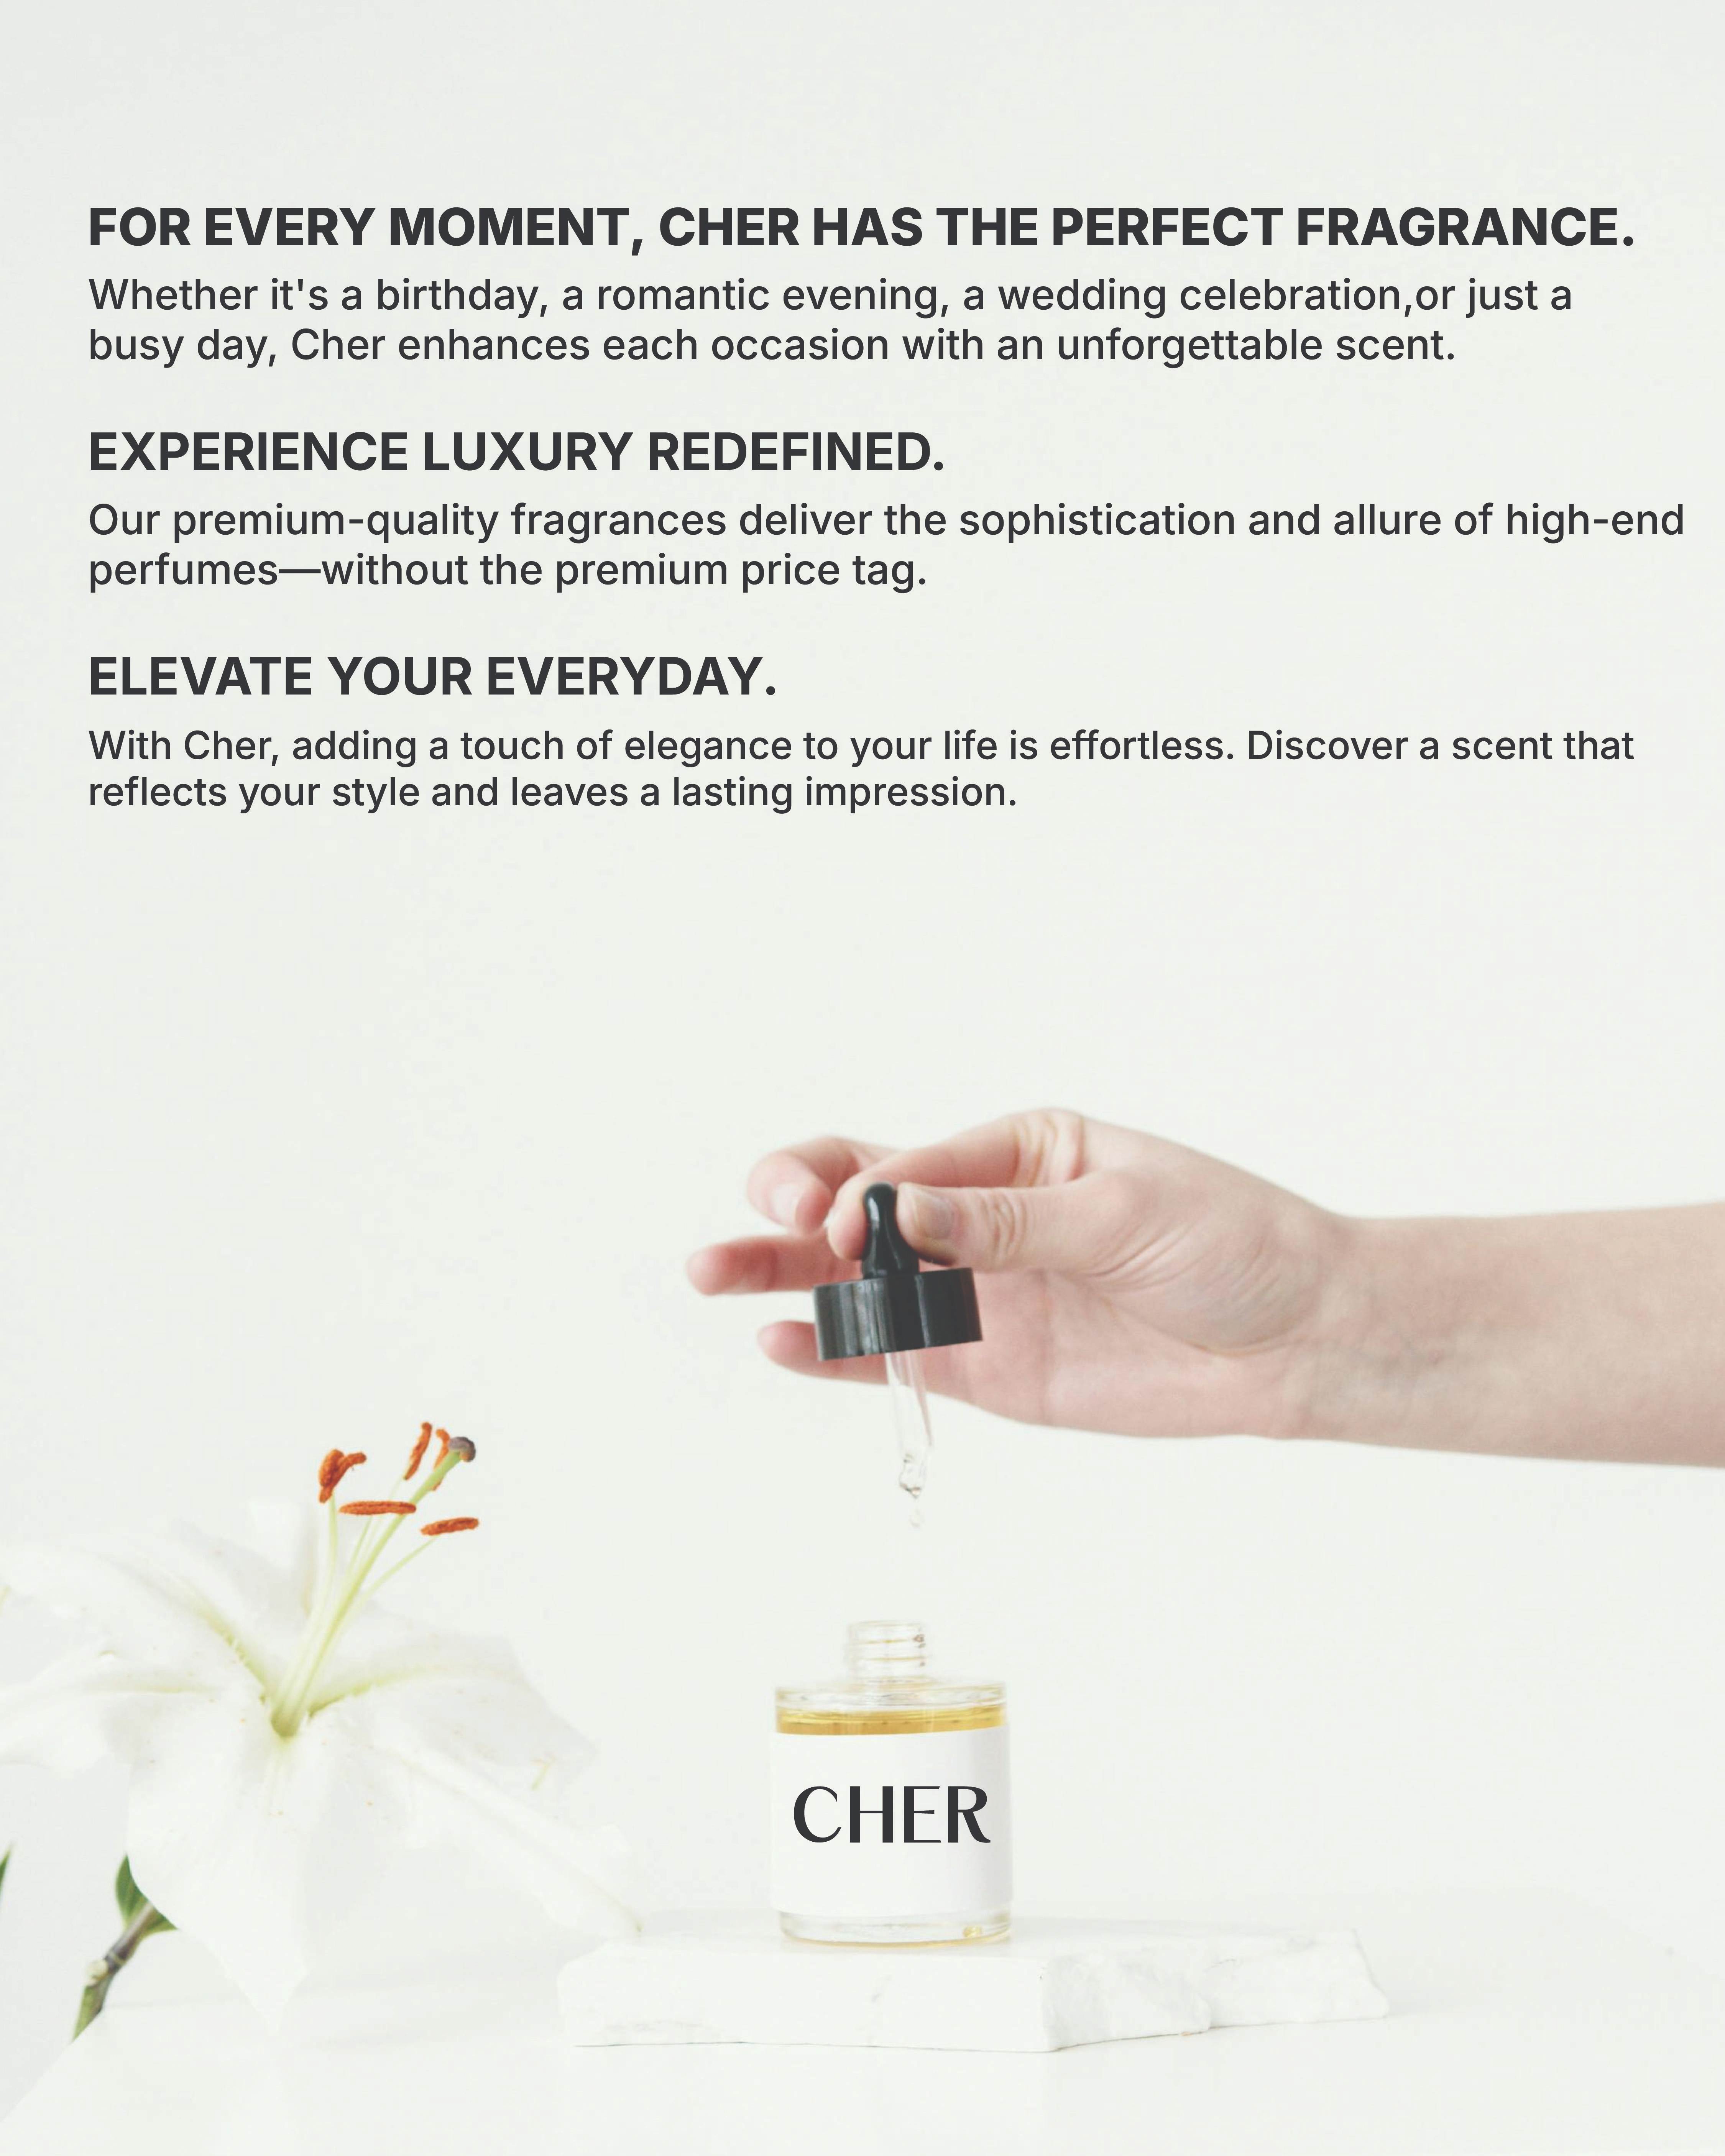 FOR EVERY MOMENT, CHER HAS THE PERFECT FRAGRANCE.
Whether it's a birthday, a romantic evening, a wedding celebration,or just a
busy day, Cher enhances each occasion with an unforgettable scent.
EXPERIENCE LUXURY REDEFINED.
Our premium-quality fragrances deliver the sophistication and allure of high-end
perfumes—without the premium price tag.
ELEVATE YOUR EVERYDAY.
With Cher, adding a touch of elegance to your life is effortless. Discover a scent that
reflects your style and leaves a lasting impression.
CHER